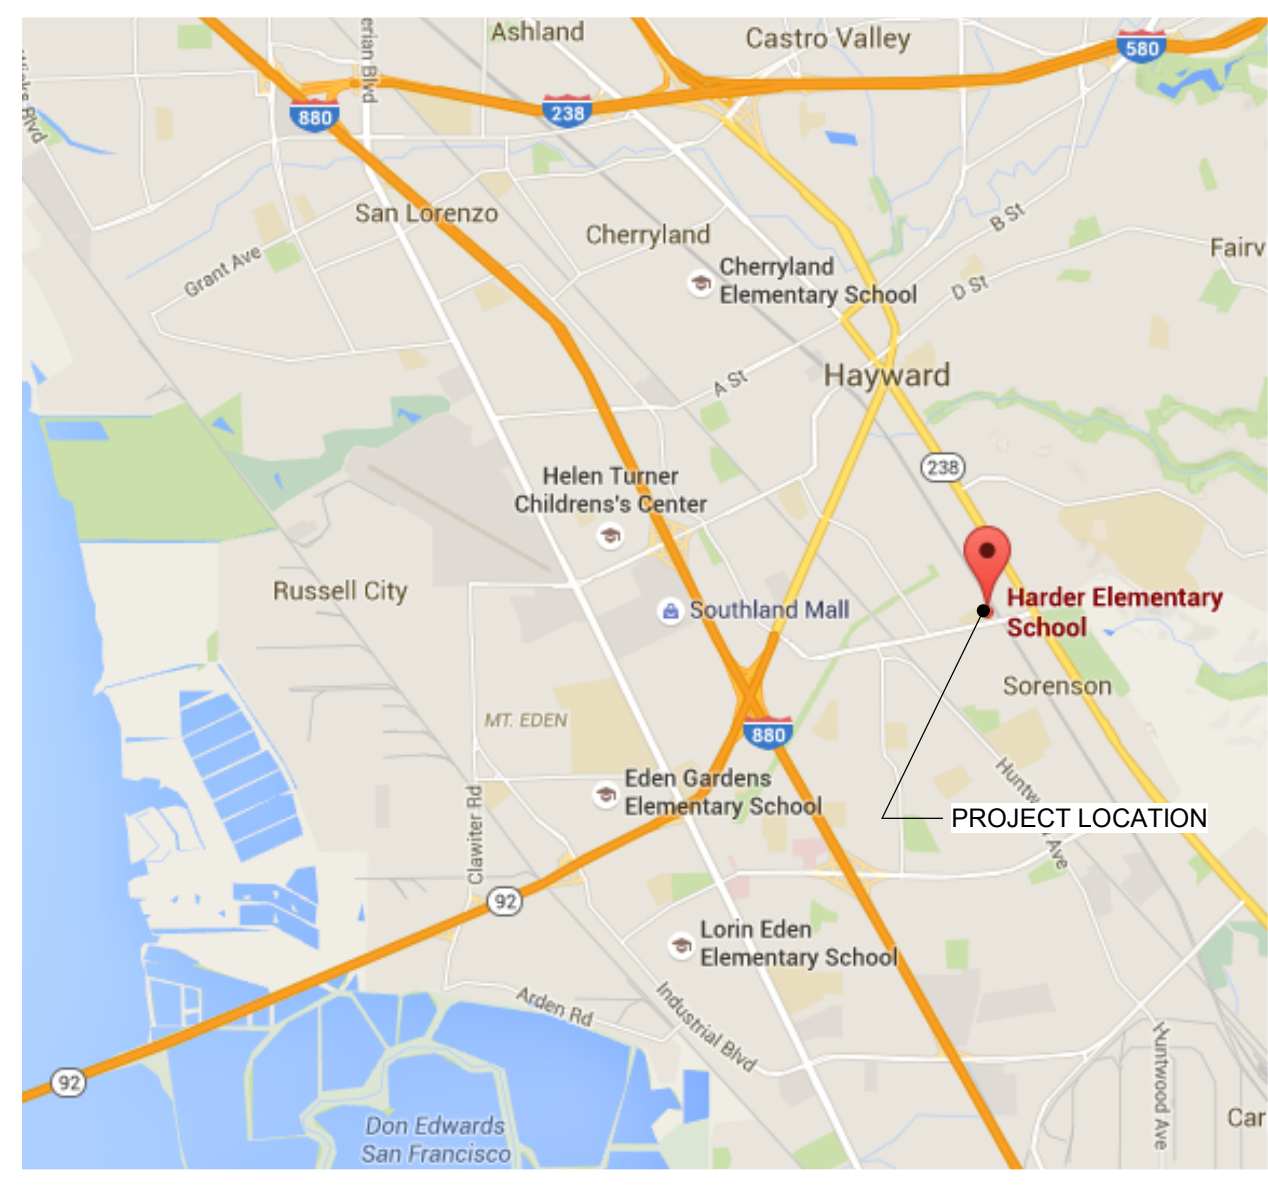 Ashland
Castro Valley
580
erian Blvd
880
238
San Lorenzo
Cherryland
B St
Fairv
Grant Ave
Cherryland
Elementary School
D St
A St
Hayward
238
Helen Turner
Childrens's Center
Russell City
Southland Mall
Harder Elementary
School
Sorenson
MT. EDEN
880
Eden Gardens
Elementary School
PROJECT LOCATION
Clawiter Rd
92
Lorin Eden
Elementary School
Arden Rd
Industrial Blvd
Huntwood Ave
92
Don Edwards
San Francisco
Car